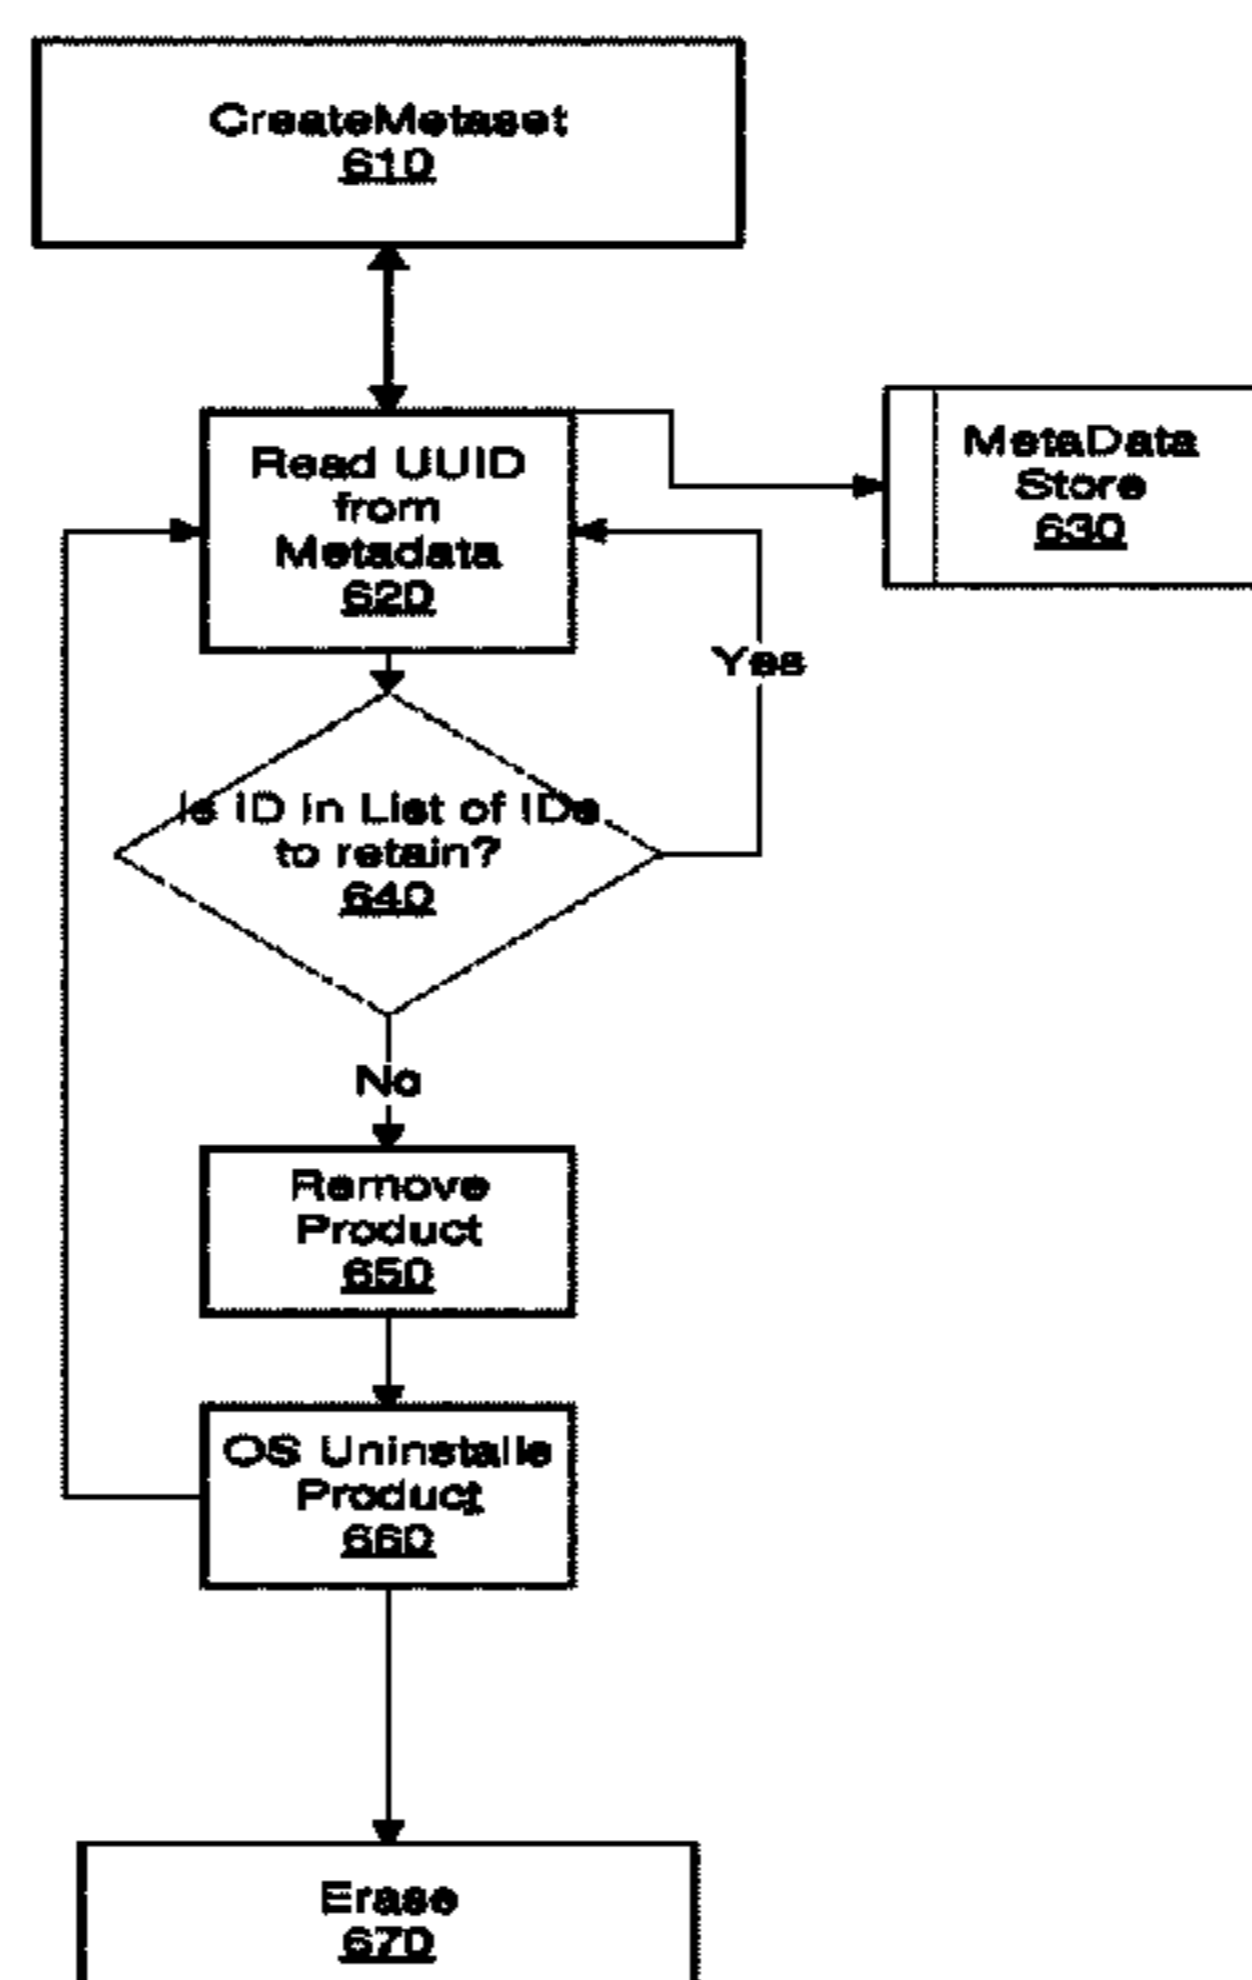 CreateMetaset
610
Read UUID
from
Metadata
620
MetaData
Store
630
Yes
Is ID in List of IDs
to retain?
640
No
Remove
Product
650
OS Uninstalls
Product
660
Erase
670